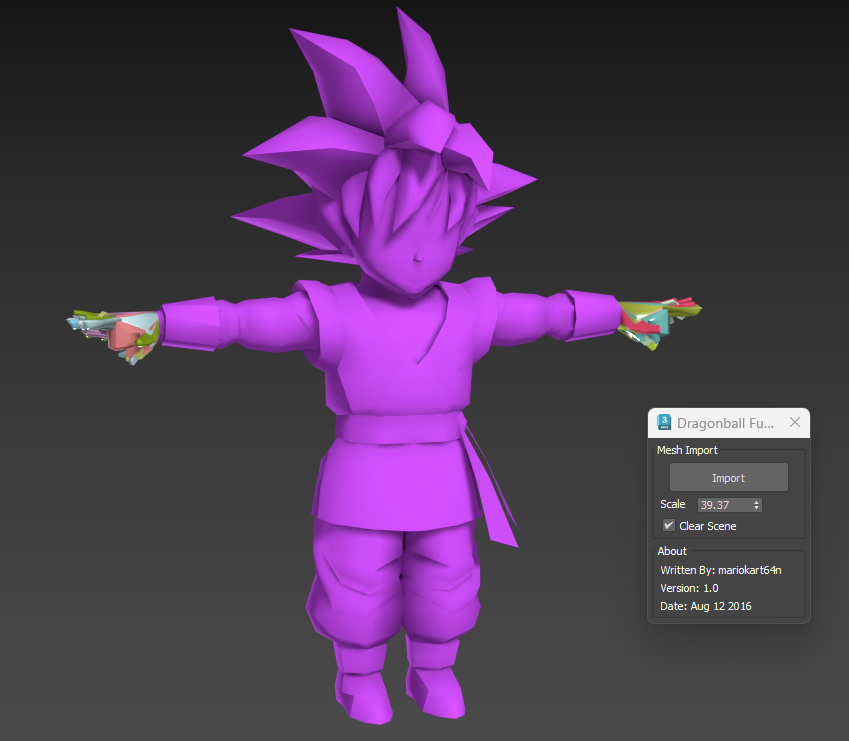 3
Dragonball Fu...
Mesh Import
Import
Scale 39.37
Clear Scene
About
Written By: mariokart64n
Version: 1.0
Date: Aug 12 2016